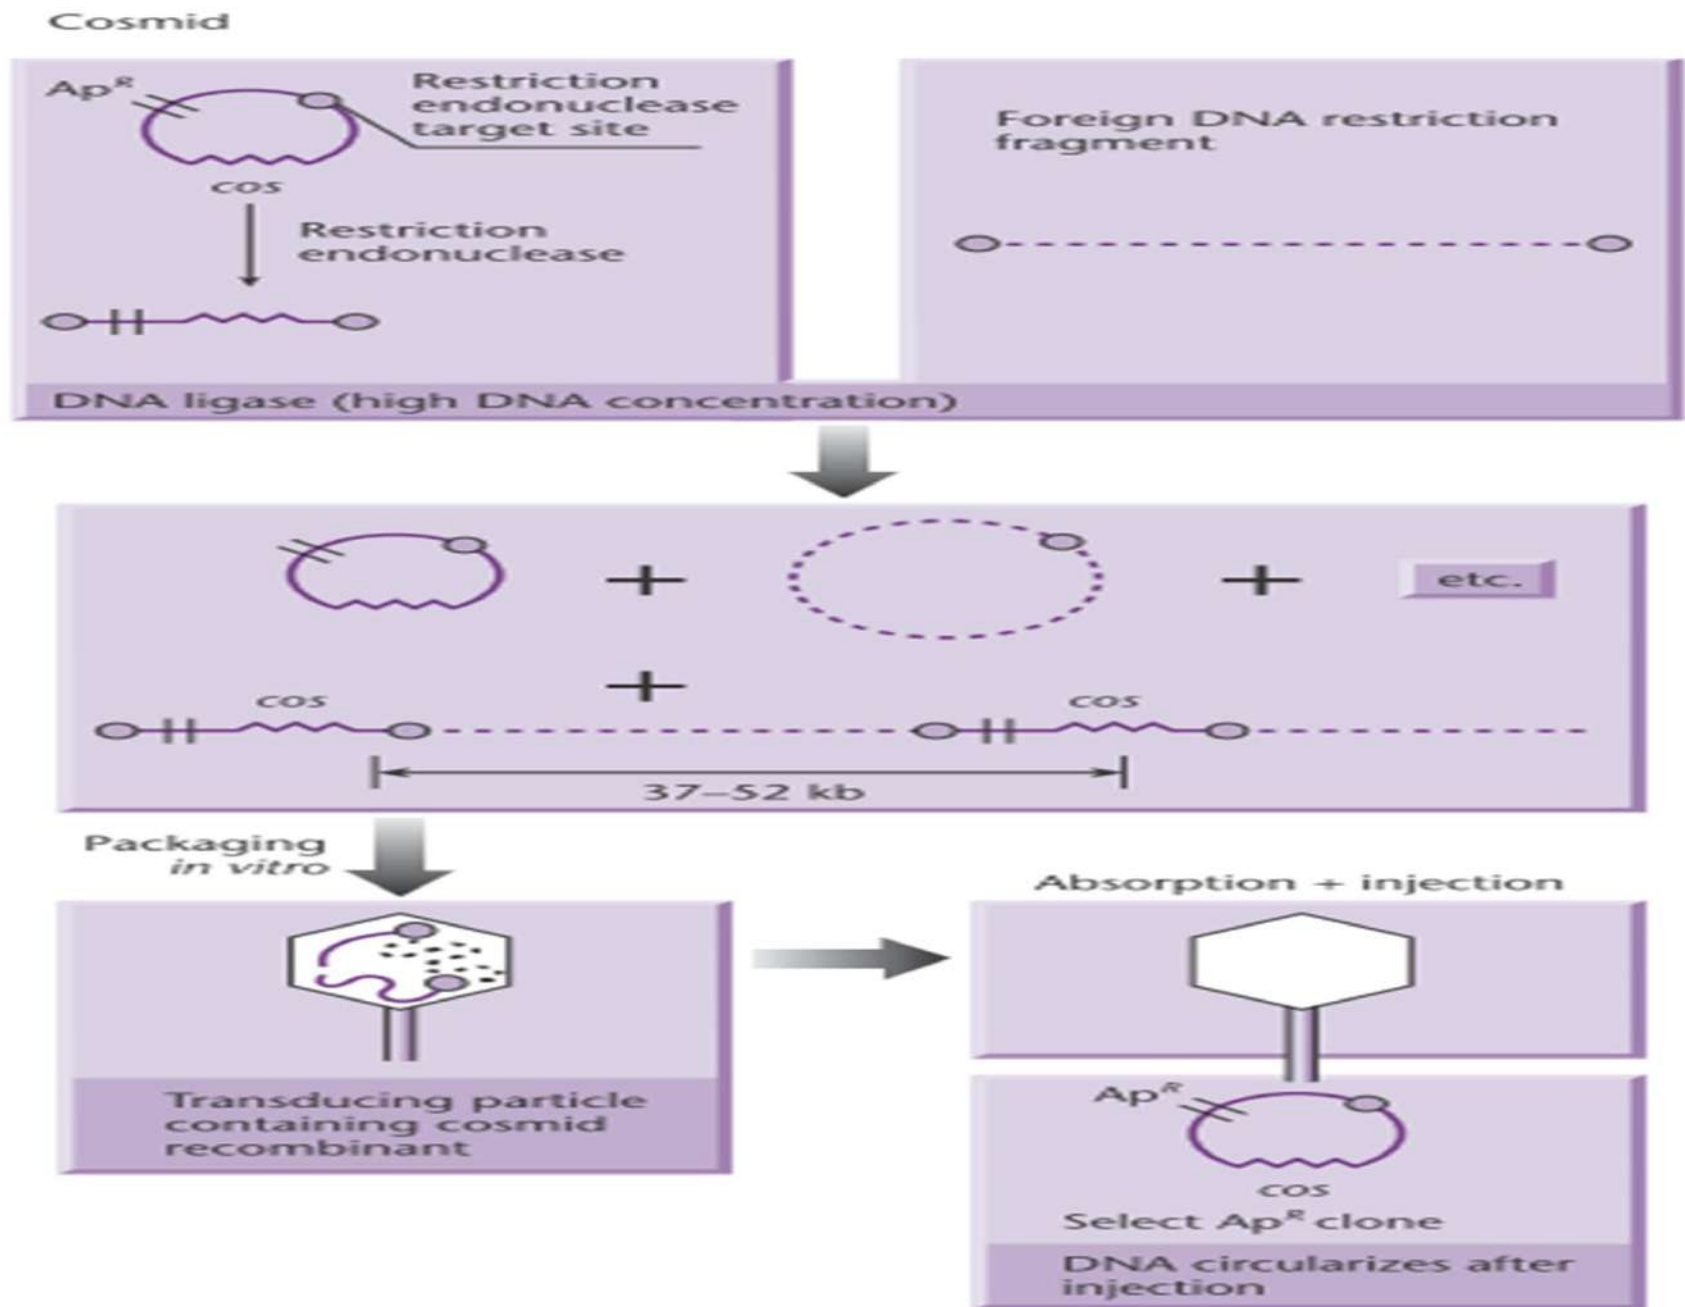 Cosmid
Ap^R
Restriction
endonuclease
target site
cos
Restriction
endonuclease
Foreign DNA restriction
fragment
DNA ligase (high DNA concentration)
etc.
cos
cos
37–52 kb
Packaging
in vitro
Absorption + injection
Transducing particle
containing cosmid
recombinant
Ap^R
cos
Select Ap^R clone
DNA circularizes after
injection